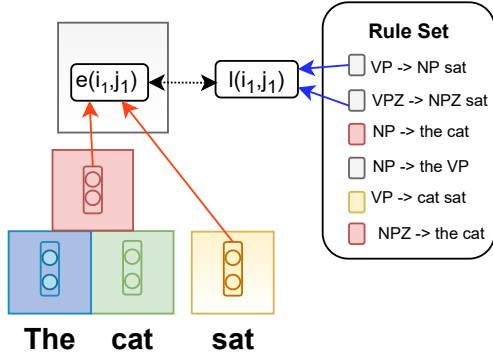 Rule Set
e(i₁,j₁) l(i₁,j₁)
VP -> NP sat
VPZ -> NPZ sat
NP -> the cat
NP -> the VP
VP -> cat sat
NPZ -> the cat
The cat sat